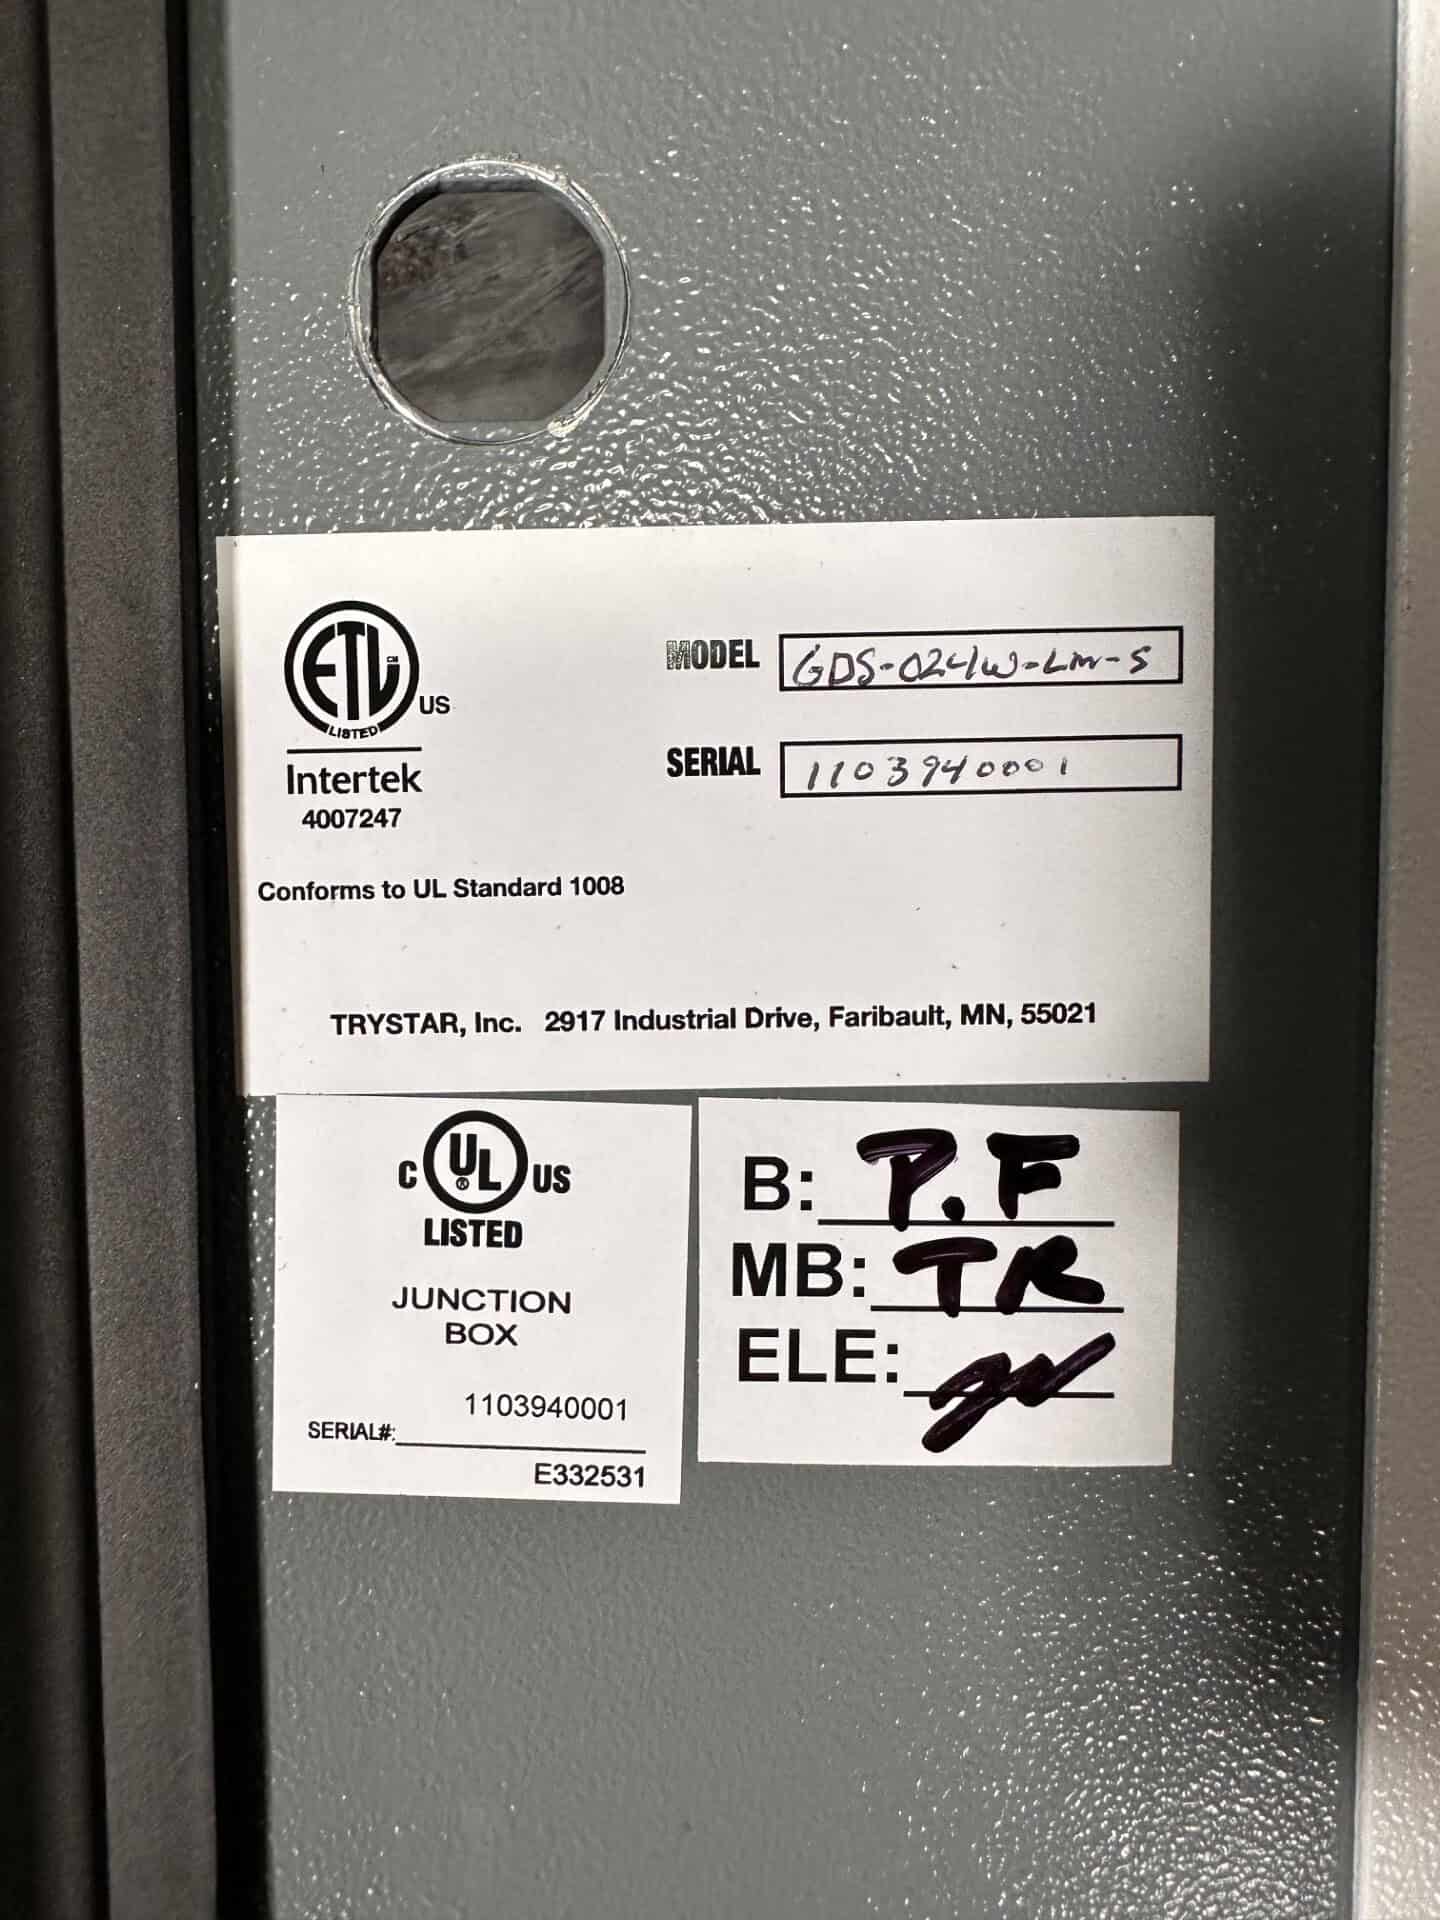 ETL CM
LISTED
US
Intertek
4007247
MODEL GDS-024W-LM-S
SERIAL 1103940001
Conforms to UL Standard 1008
TRYSTAR, Inc. 2917 Industrial Drive, Faribault, MN, 55021
C UL ® US
LISTED
JUNCTION
BOX
1103940001
SERIAL#:
E332531
B: P.F
MB: TR
ELE: